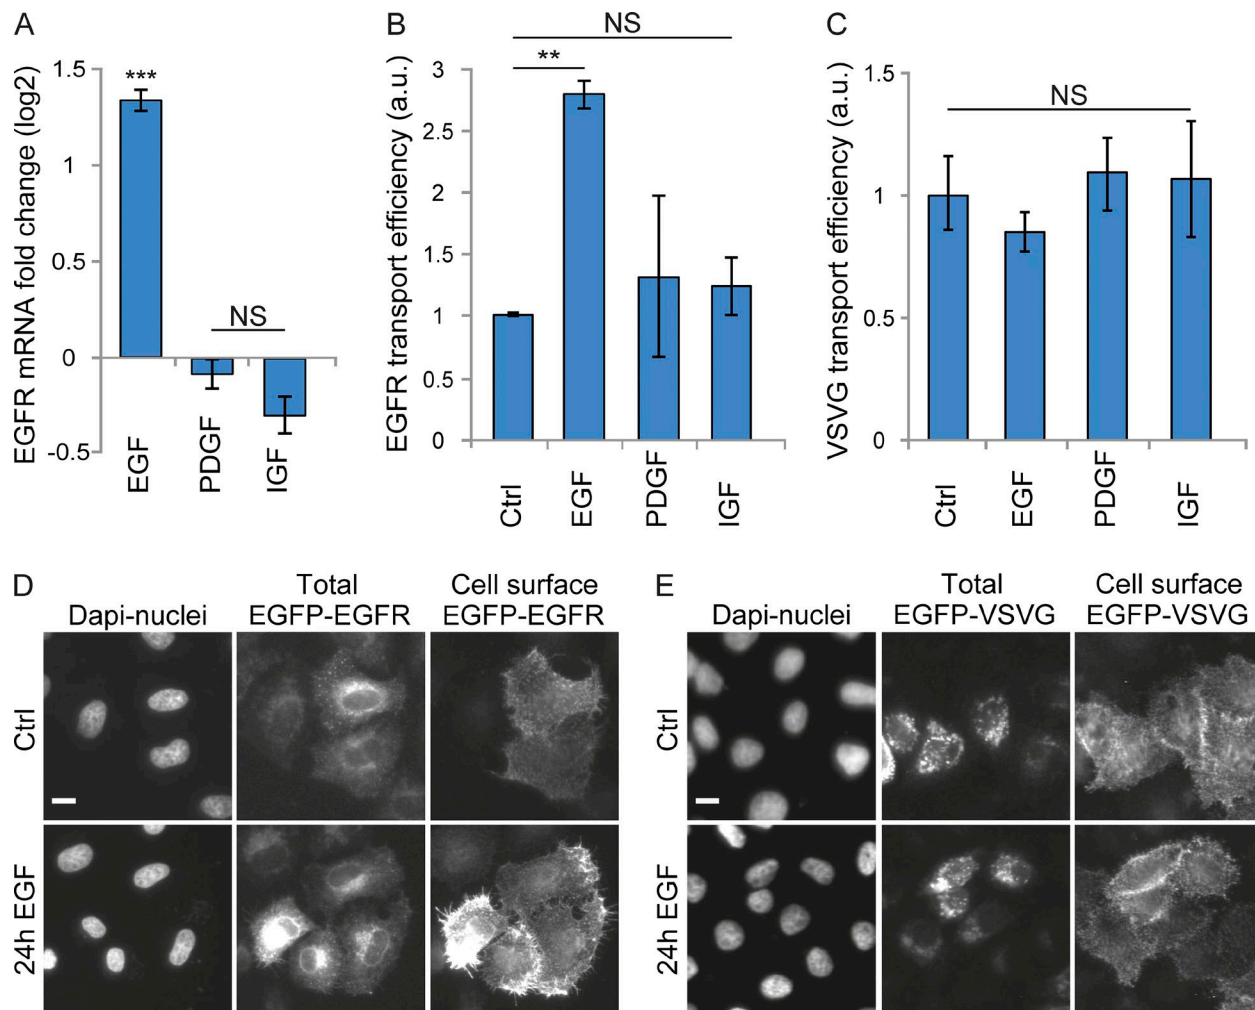 A
EGFR mRNA fold change (log2)
1.5
1
0.5
0
-0.5
***
NS
EGF
PDGF
IGF
B
EGFR transport efficiency (a.u.)
3
2.5
2
1.5
1
0.5
0
NS
**
Ctrl
EGF
PDGF
IGF
C
VSVG transport efficiency (a.u.)
1.5
1
0.5
0
NS
Ctrl
EGF
PDGF
IGF
D
Dapi-nuclei
Total
EGFP-EGFR
Cell surface
EGFP-EGFR
Ctrl
24h EGF
E
Dapi-nuclei
Total
EGFP-VSVG
Cell surface
EGFP-VSVG
Ctrl
24h EGF